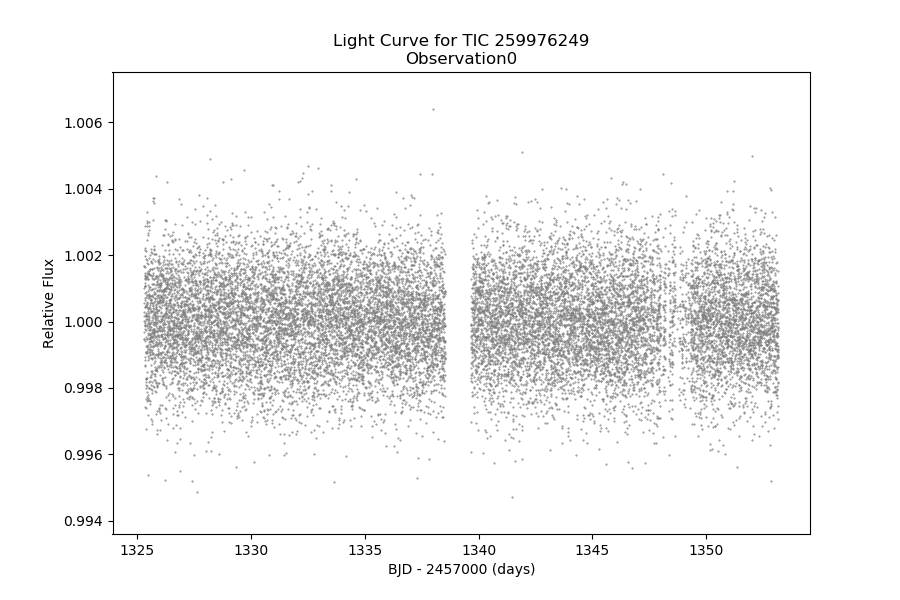 Light Curve for TIC 259976249
Observation0
1.006
1.004
1.002
1.000
0.998
0.996
0.994
Relative Flux
1325 1330 1335 1340 1345 1350
BJD - 2457000 (days)